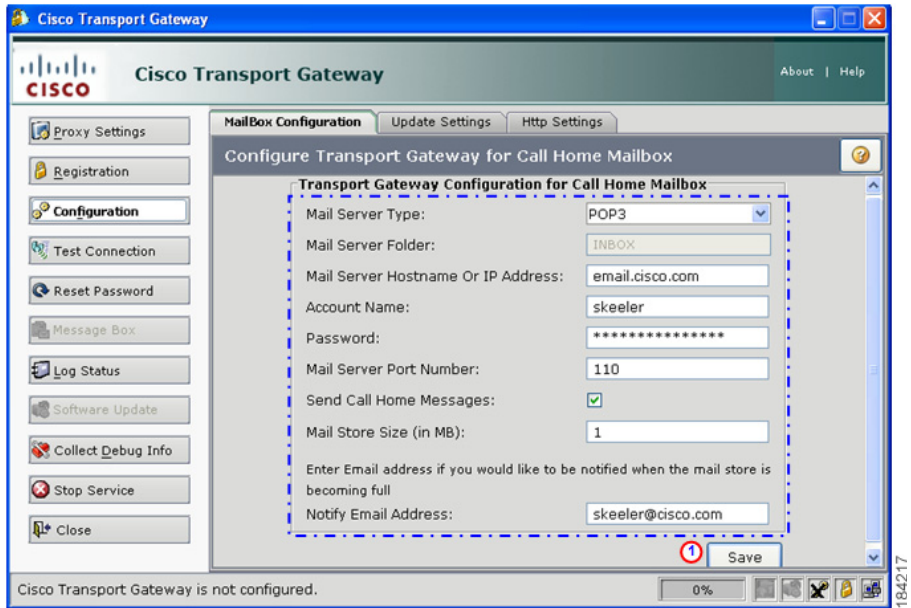 Cisco Transport Gateway
CISCO
Cisco Transport Gateway
About | Help
Proxy Settings
Registration
Configuration
Test Connection
Reset Password
Message Box
Log Status
Software Update
Collect Debug Info
Stop Service
Close
MailBox Configuration
Update Settings
Http Settings
Configure Transport Gateway for Call Home Mailbox
Transport Gateway Configuration for Call Home Mailbox
Mail Server Type: POP3
Mail Server Folder: INBOX
Mail Server Hostname Or IP Address: email.cisco.com
Account Name: skeeler
Password: ***************
Mail Server Port Number: 110
Send Call Home Messages:
Mail Store Size (in MB): 1
Enter Email address if you would like to be notified when the mail store is
becoming full
Notify Email Address: skeeler@cisco.com
1 Save
Cisco Transport Gateway is not configured.
0%
184217